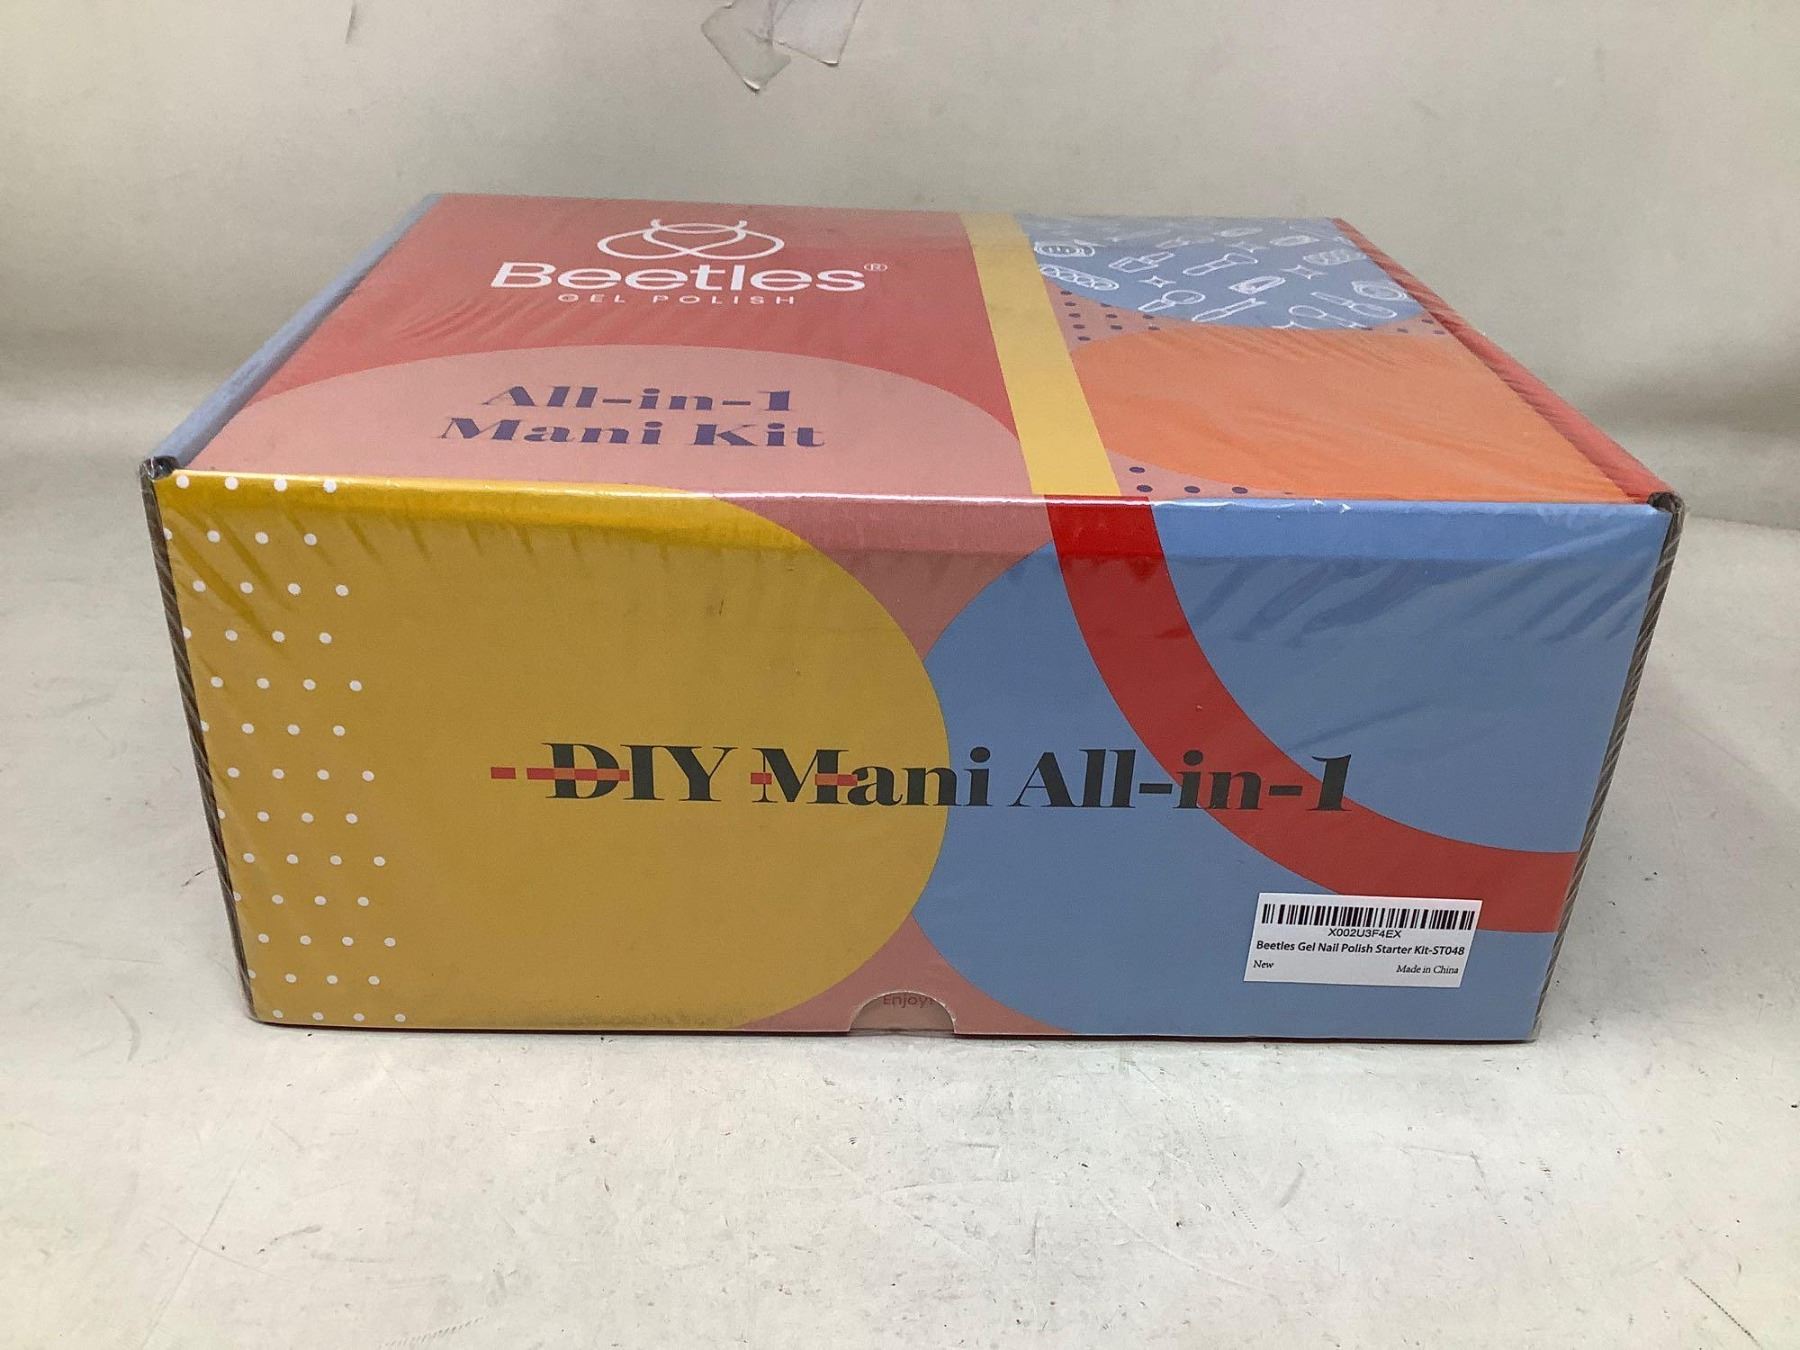 Beetles®
GEL POLISH
All-in-1
Mani Kit
DIY Mani All-in-1
X002U3F4EX
Beetles Gel Nail Polish Starter Kit-ST048
New
Made in China
Enjoy!